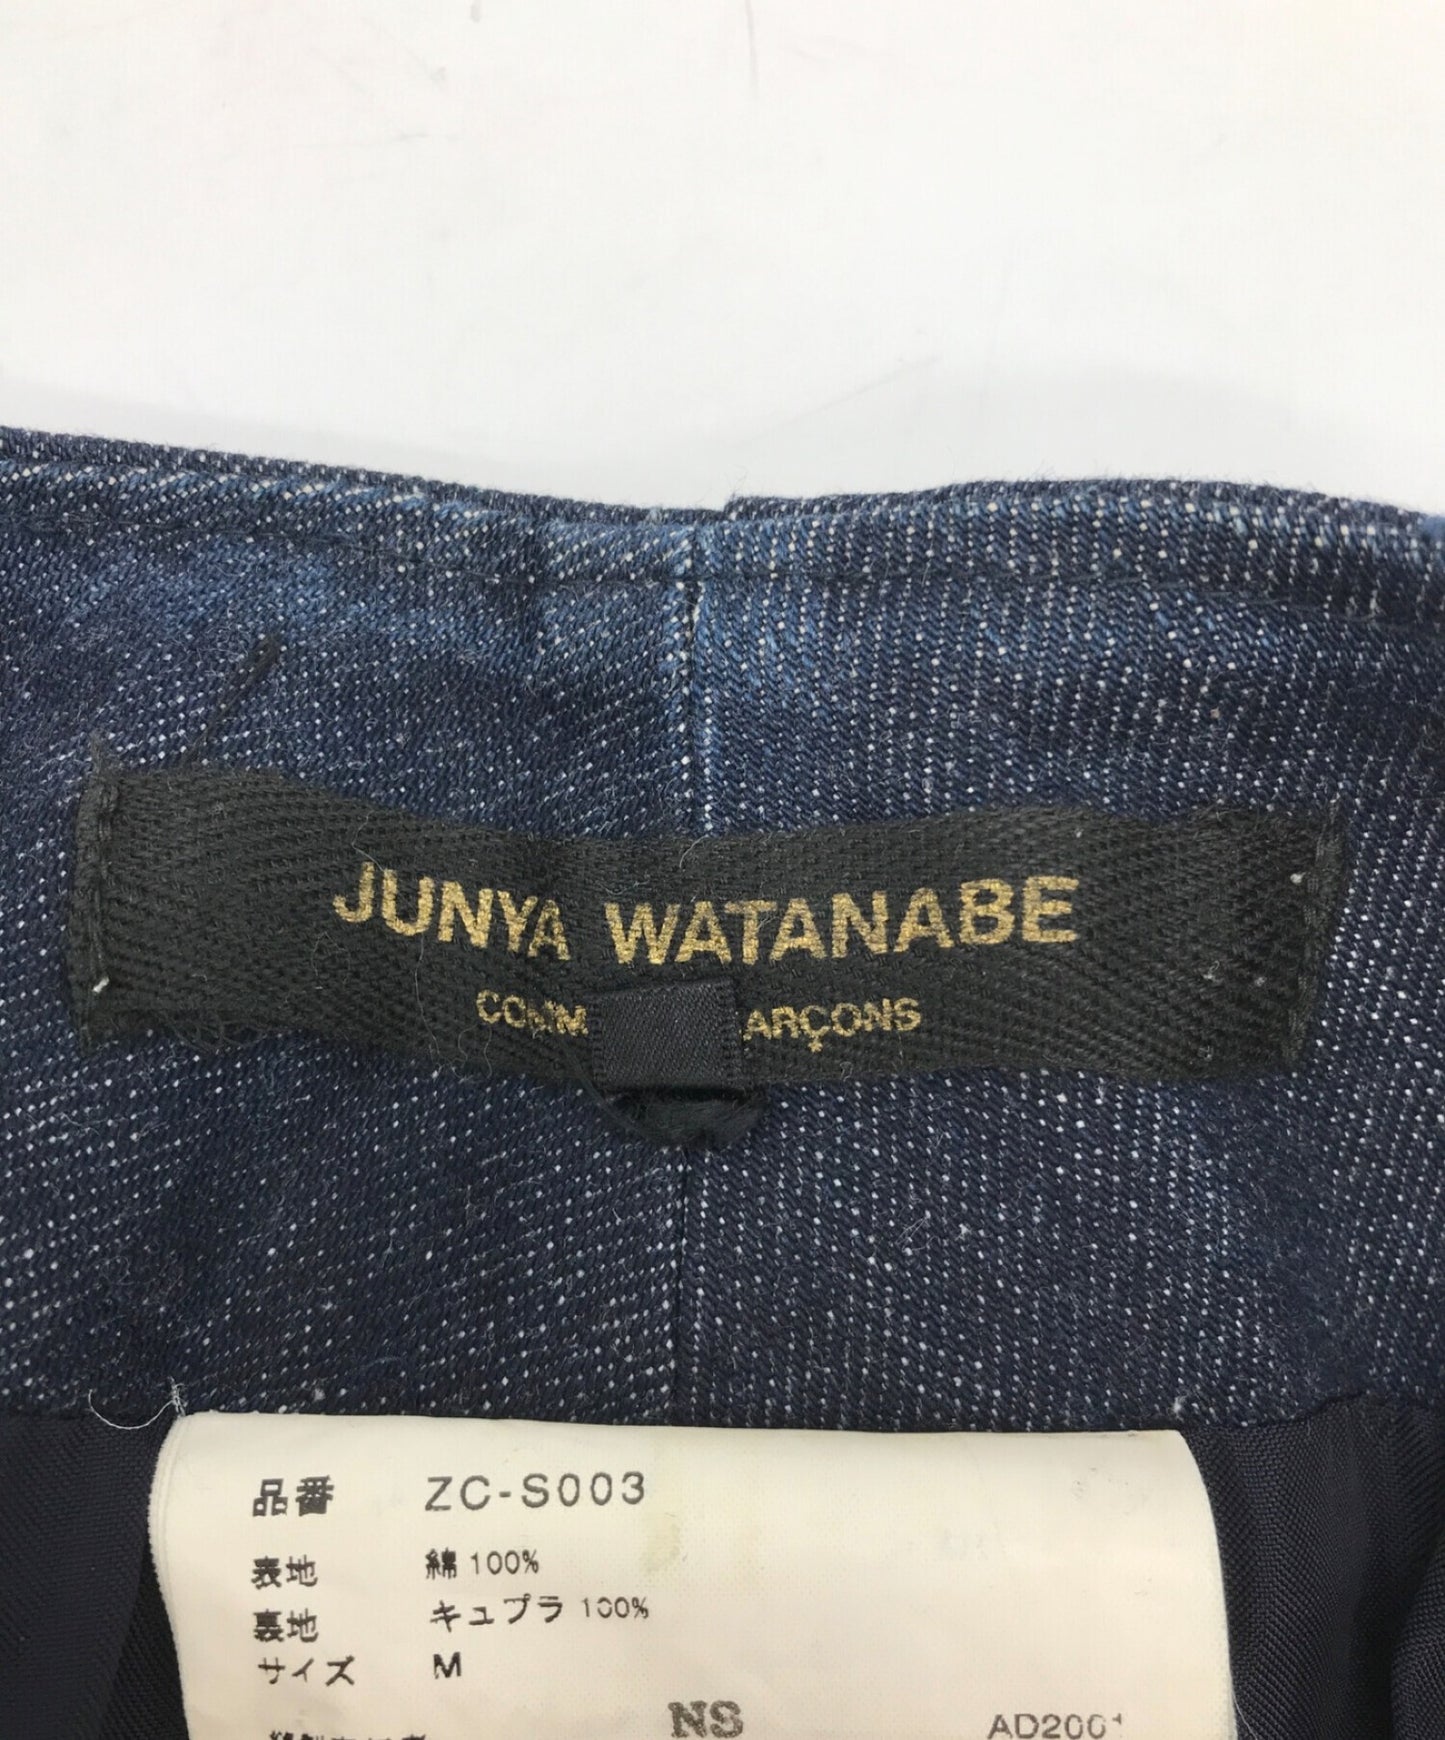 JUNYA WATANABE
COMM ARÇONS
品番 ZC-S003
表地 綿 100%
裏地 キュプラ 100%
サイズ M
NS